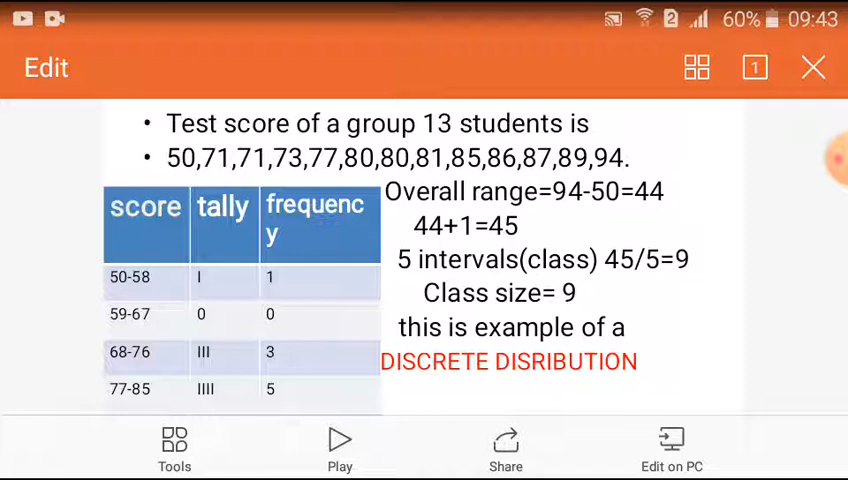 2 60% 09:43
Edit
1
• Test score of a group 13 students is
• 50,71,71,73,77,80,80,81,85,86,87,89,94.
Overall range=94-50=44
44+1=45
5 intervals(class) 45/5=9
Class size= 9
this is example of a
DISCRETE DISRIBUTION
score tally frequenc
y
50-58 I 1
59-67 0 0
68-76 III 3
77-85 IIII 5
Tools Play Share Edit on PC